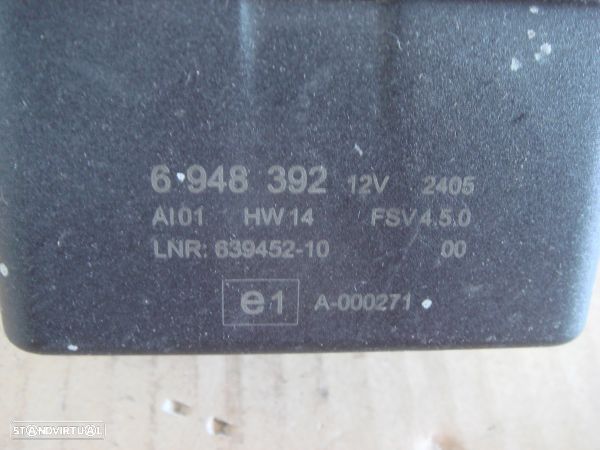 6 948 392 12V 2405
AI01 HW14 FSV4.5.0
LNR: 639452-10 00
e1 A-000271
STANDVIRTUAL